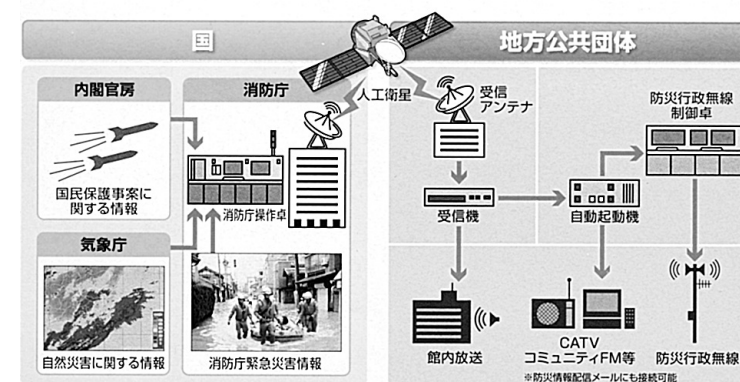 国
地方公共団体
内閣官房
消防庁
人工衛星
受信
アンテナ
防災行政無線
制御卓
国民保護事案に
関する情報
消防庁操作卓
受信機
自動起動機
気象庁
自然災害に関する情報
消防庁緊急災害情報
館内放送
CATV
コミュニティFM等
防災行政無線
※防災情報配信メールにも接続可能